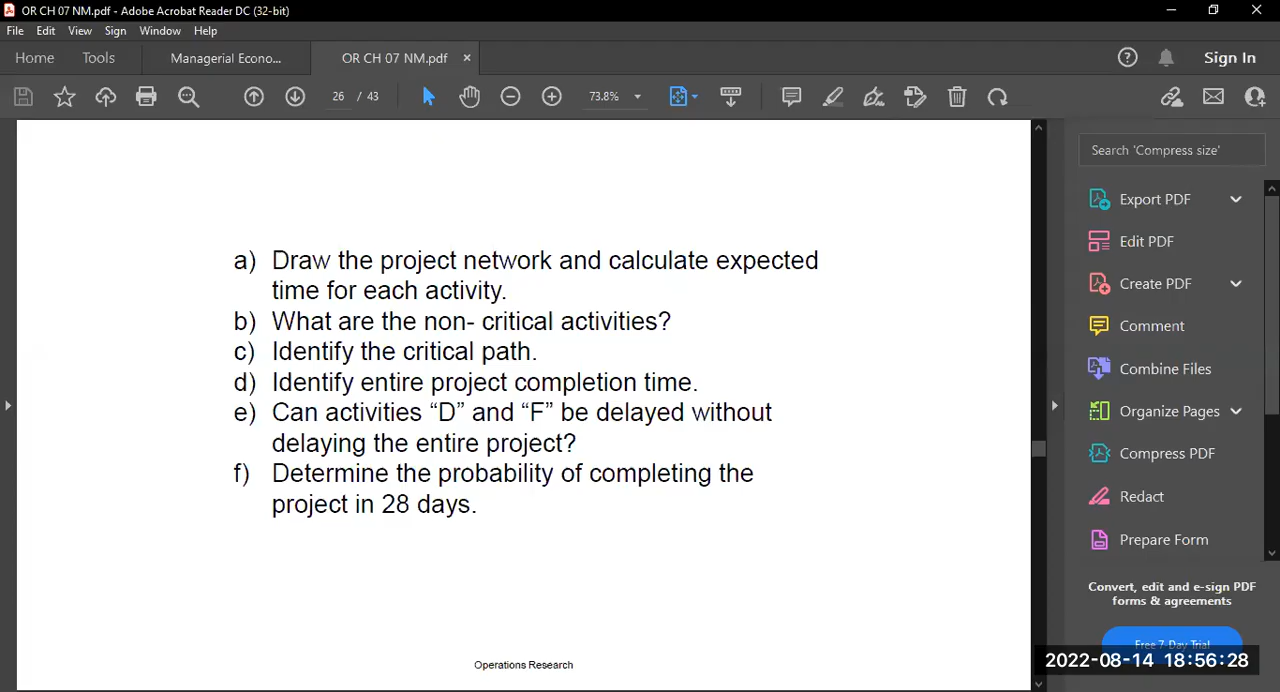 OR CH 07 NM.pdf - Adobe Acrobat Reader DC (32-bit)
File Edit View Sign Window Help
Home Tools Managerial Econo... OR CH 07 NM.pdf × Sign In
26 / 43 73.8%
Search 'Compress size'
Export PDF
Edit PDF
Create PDF
Comment
Combine Files
Organize Pages
Compress PDF
Redact
Prepare Form
Convert, edit and e-sign PDF
forms & agreements
Free 7-Day Trial
a) Draw the project network and calculate expected
time for each activity.
b) What are the non- critical activities?
c) Identify the critical path.
d) Identify entire project completion time.
e) Can activities “D” and “F” be delayed without
delaying the entire project?
f) Determine the probability of completing the
project in 28 days.
Operations Research
2022-08-14 18:56:28